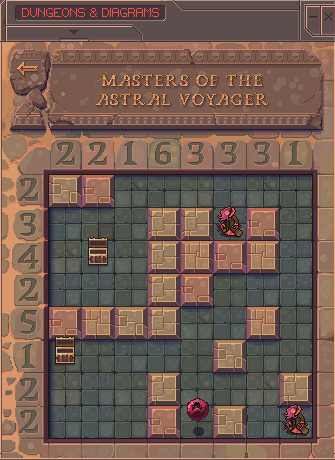 DUNGEONS & DIAGRAMS
MASTERS OF THE
ASTRAL VOYAGER
2 2 1 6 3 3 3 1
2
3
4
2
5
1
2
2